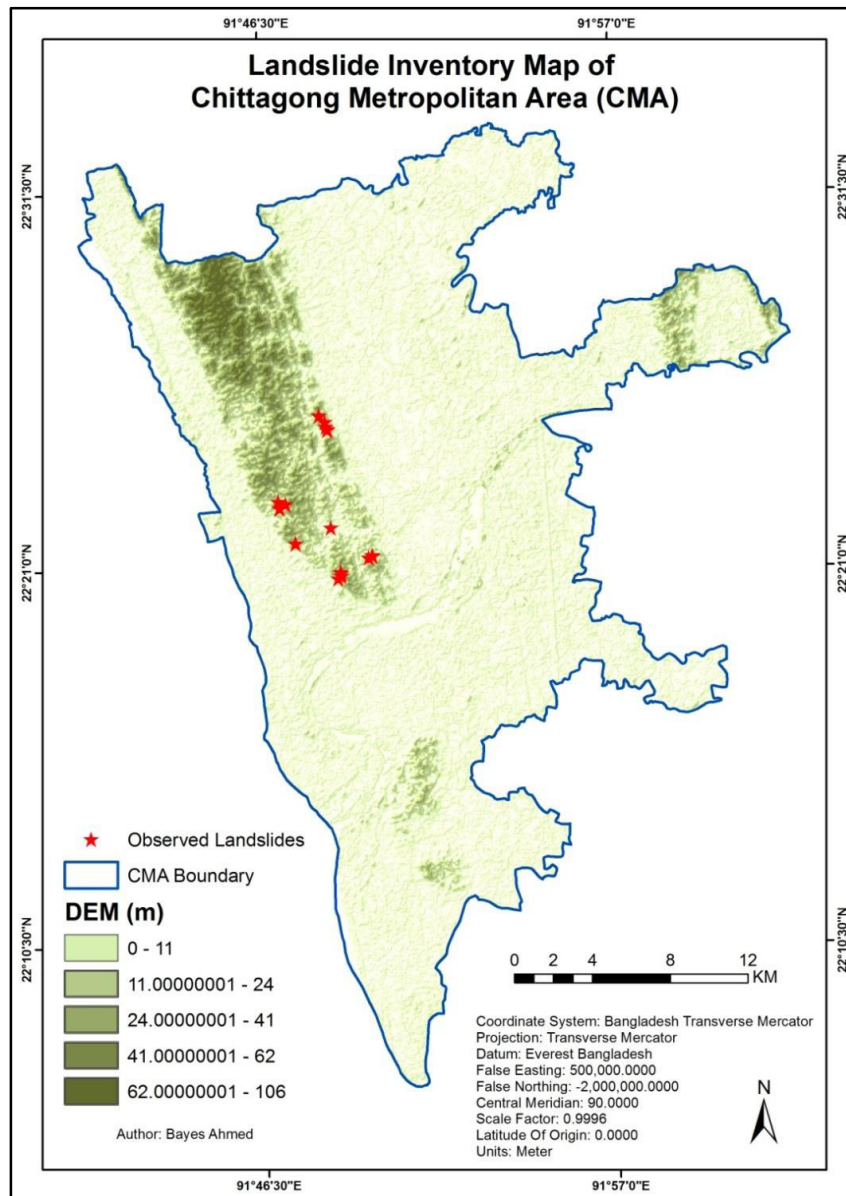 91°46'30"E
91°57'0"E
Landslide Inventory Map of
Chittagong Metropolitan Area (CMA)
22°31'30"N
22°31'30"N
22°21'0"N
22°21'0"N
22°10'30"N
22°10'30"N
Observed Landslides
CMA Boundary
DEM (m)
0 - 11
11.00000001 - 24
24.00000001 - 41
41.00000001 - 62
62.00000001 - 106
Author: Bayes Ahmed
0 2 4 8 12
KM
Coordinate System: Bangladesh Transverse Mercator
Projection: Transverse Mercator
Datum: Everest Bangladesh
False Easting: 500,000.0000
False Northing: -2,000,000.0000
Central Meridian: 90.0000
Scale Factor: 0.9996
Latitude Of Origin: 0.0000
Units: Meter
N
91°46'30"E
91°57'0"E